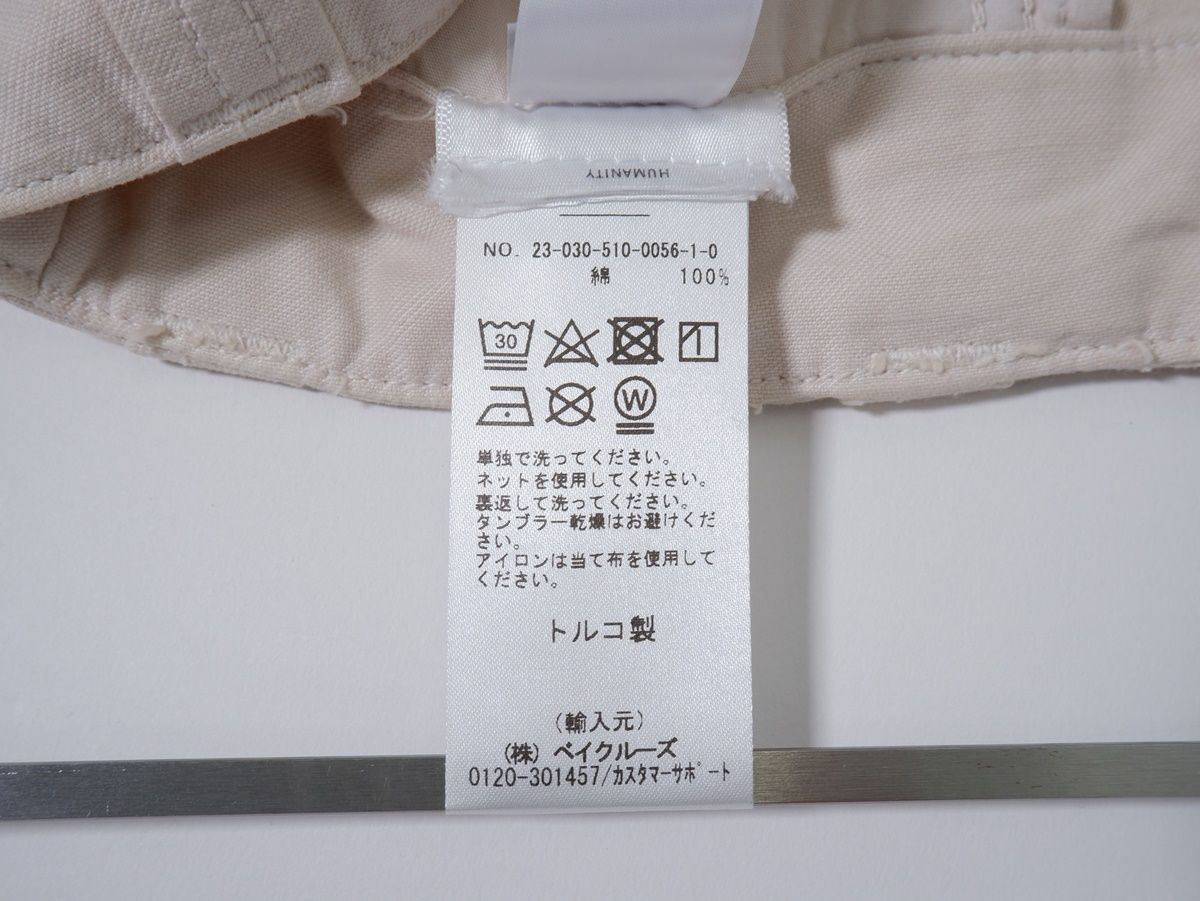 HUMANITY
NO. 23-030-510-0056-1-0
綿 100%
30
W
単独で洗ってください。
ネットを使用してください。
裏返して洗ってください。
タンブラー乾燥はお避けくだ
さい。
アイロンは当て布を使用して
ください。
トルコ製
(輸入元)
(株) ベイクルーズ
0120-301457/カスタマーサポート